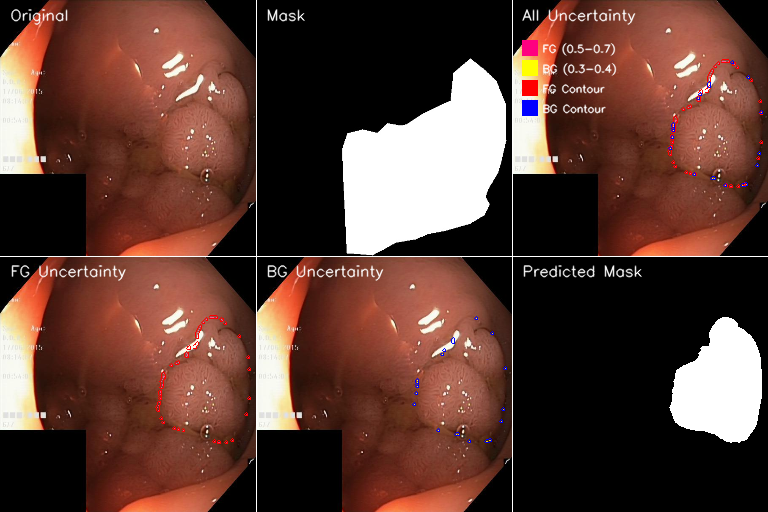 Original
Mask
All Uncertainty
FG (0.5-0.7)
BG (0.3-0.4)
FG Contour
BG Contour
FG Uncertainty
BG Uncertainty
Predicted Mask